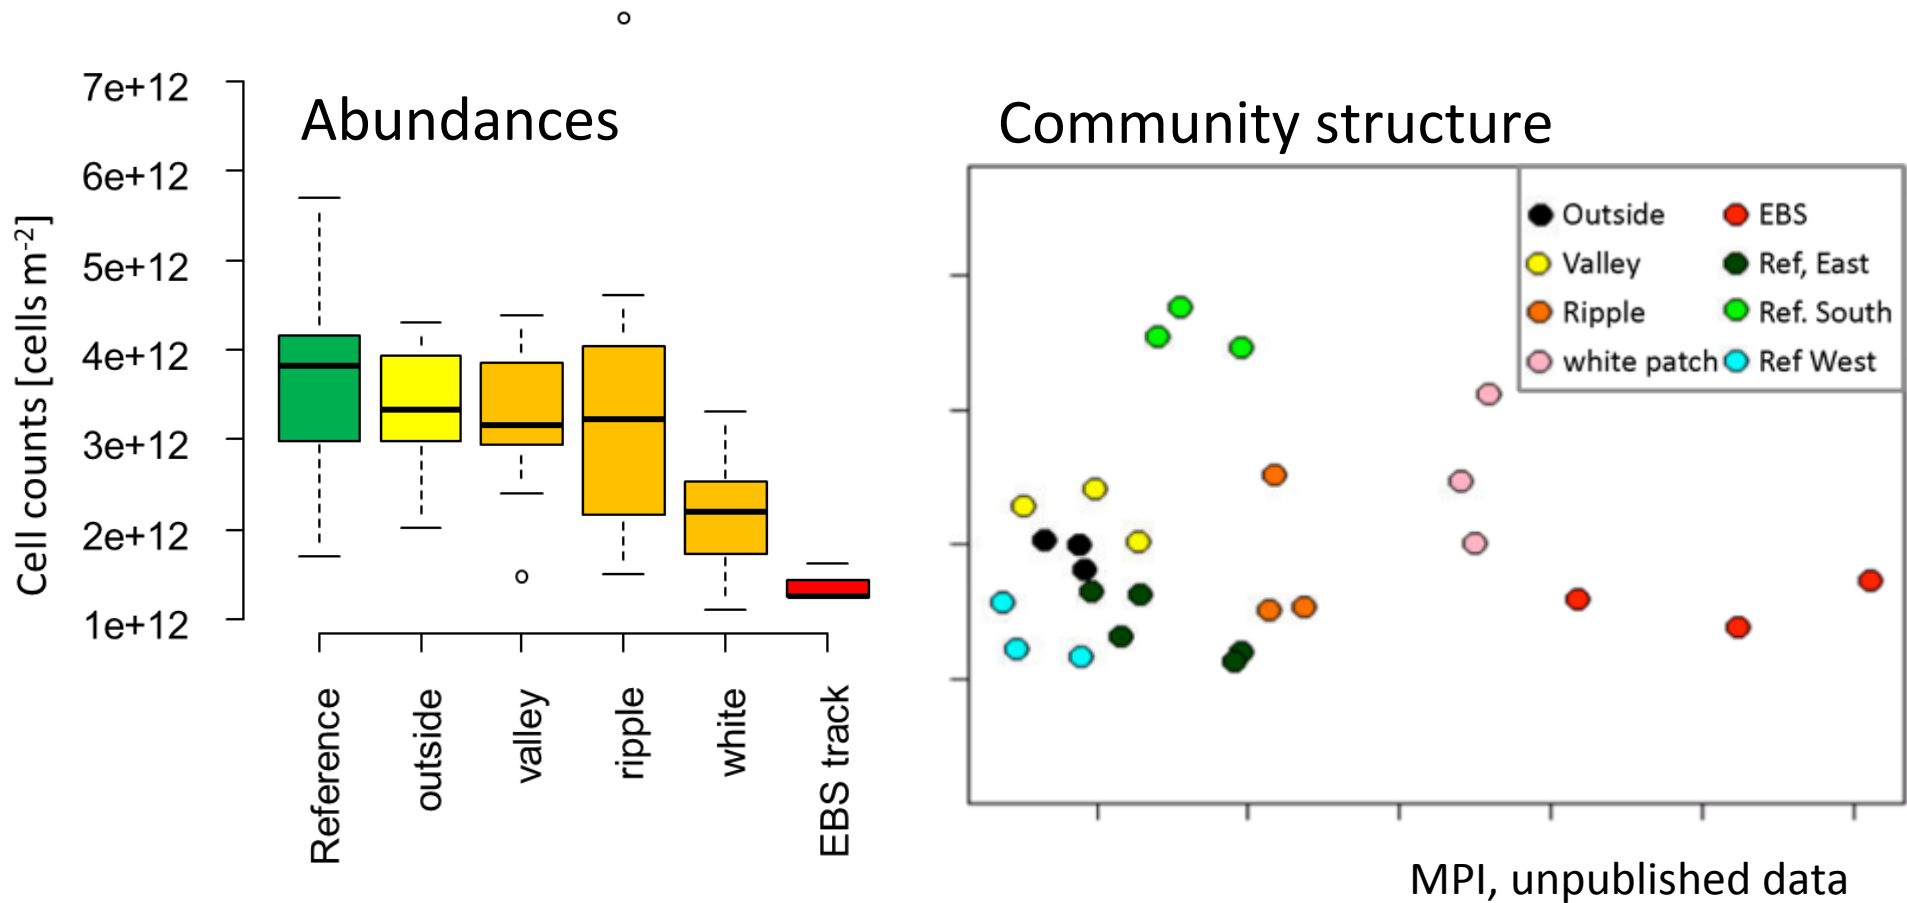 Abundances
Cell counts [cells m-2]
7e+12
6e+12
5e+12
4e+12
3e+12
2e+12
1e+12
Reference
outside
valley
ripple
white
EBS track
Community structure
Outside
Valley
Ripple
white patch
EBS
Ref, East
Ref. South
Ref West
MPI, unpublished data